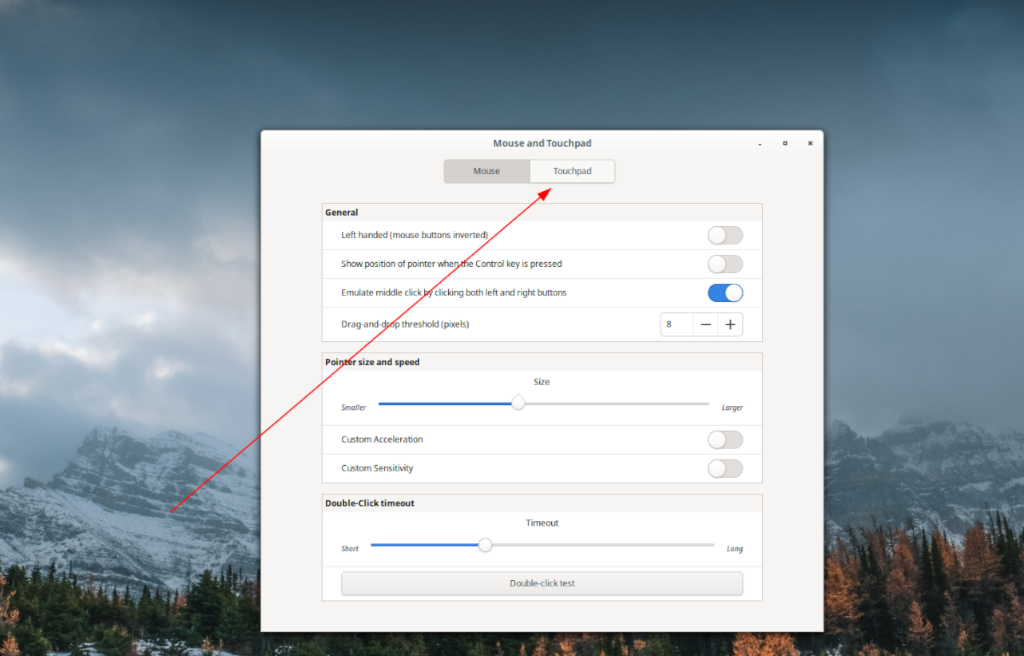 Mouse and Touchpad
Mouse
Touchpad
General
Left handed (mouse buttons inverted)
Show position of pointer when the Control key is pressed
Emulate middle click by clicking both left and right buttons
Drag-and-drop threshold (pixels)
8
Pointer size and speed
Size
Smaller
Larger
Custom Acceleration
Custom Sensitivity
Double-Click timeout
Timeout
Short
Long
Double-click test